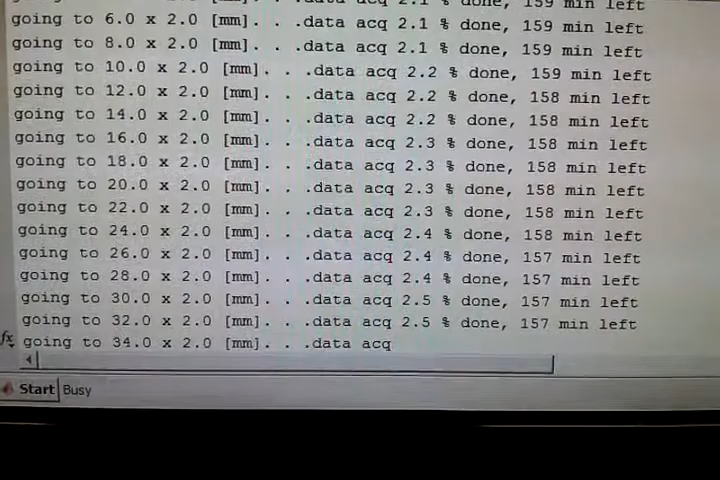 data acq 2.1 % done, 159 min left
going to 6.0 x 2.0 [mm]. . .data acq 2.1 % done, 159 min left
going to 8.0 x 2.0 [mm]. . .data acq 2.1 % done, 159 min left
going to 10.0 x 2.0 [mm]. . .data acq 2.2 % done, 159 min left
going to 12.0 x 2.0 [mm]. . .data acq 2.2 % done, 158 min left
going to 14.0 x 2.0 [mm]. . .data acq 2.2 % done, 158 min left
going to 16.0 x 2.0 [mm]. . .data acq 2.3 % done, 158 min left
going to 18.0 x 2.0 [mm]. . .data acq 2.3 % done, 158 min left
going to 20.0 x 2.0 [mm]. . .data acq 2.3 % done, 158 min left
going to 22.0 x 2.0 [mm]. . .data acq 2.3 % done, 158 min left
going to 24.0 x 2.0 [mm]. . .data acq 2.4 % done, 158 min left
going to 26.0 x 2.0 [mm]. . .data acq 2.4 % done, 157 min left
going to 28.0 x 2.0 [mm]. . .data acq 2.4 % done, 157 min left
going to 30.0 x 2.0 [mm]. . .data acq 2.5 % done, 157 min left
going to 32.0 x 2.0 [mm]. . .data acq 2.5 % done, 157 min left
fx going to 34.0 x 2.0 [mm]. . .data acq
Start Busy